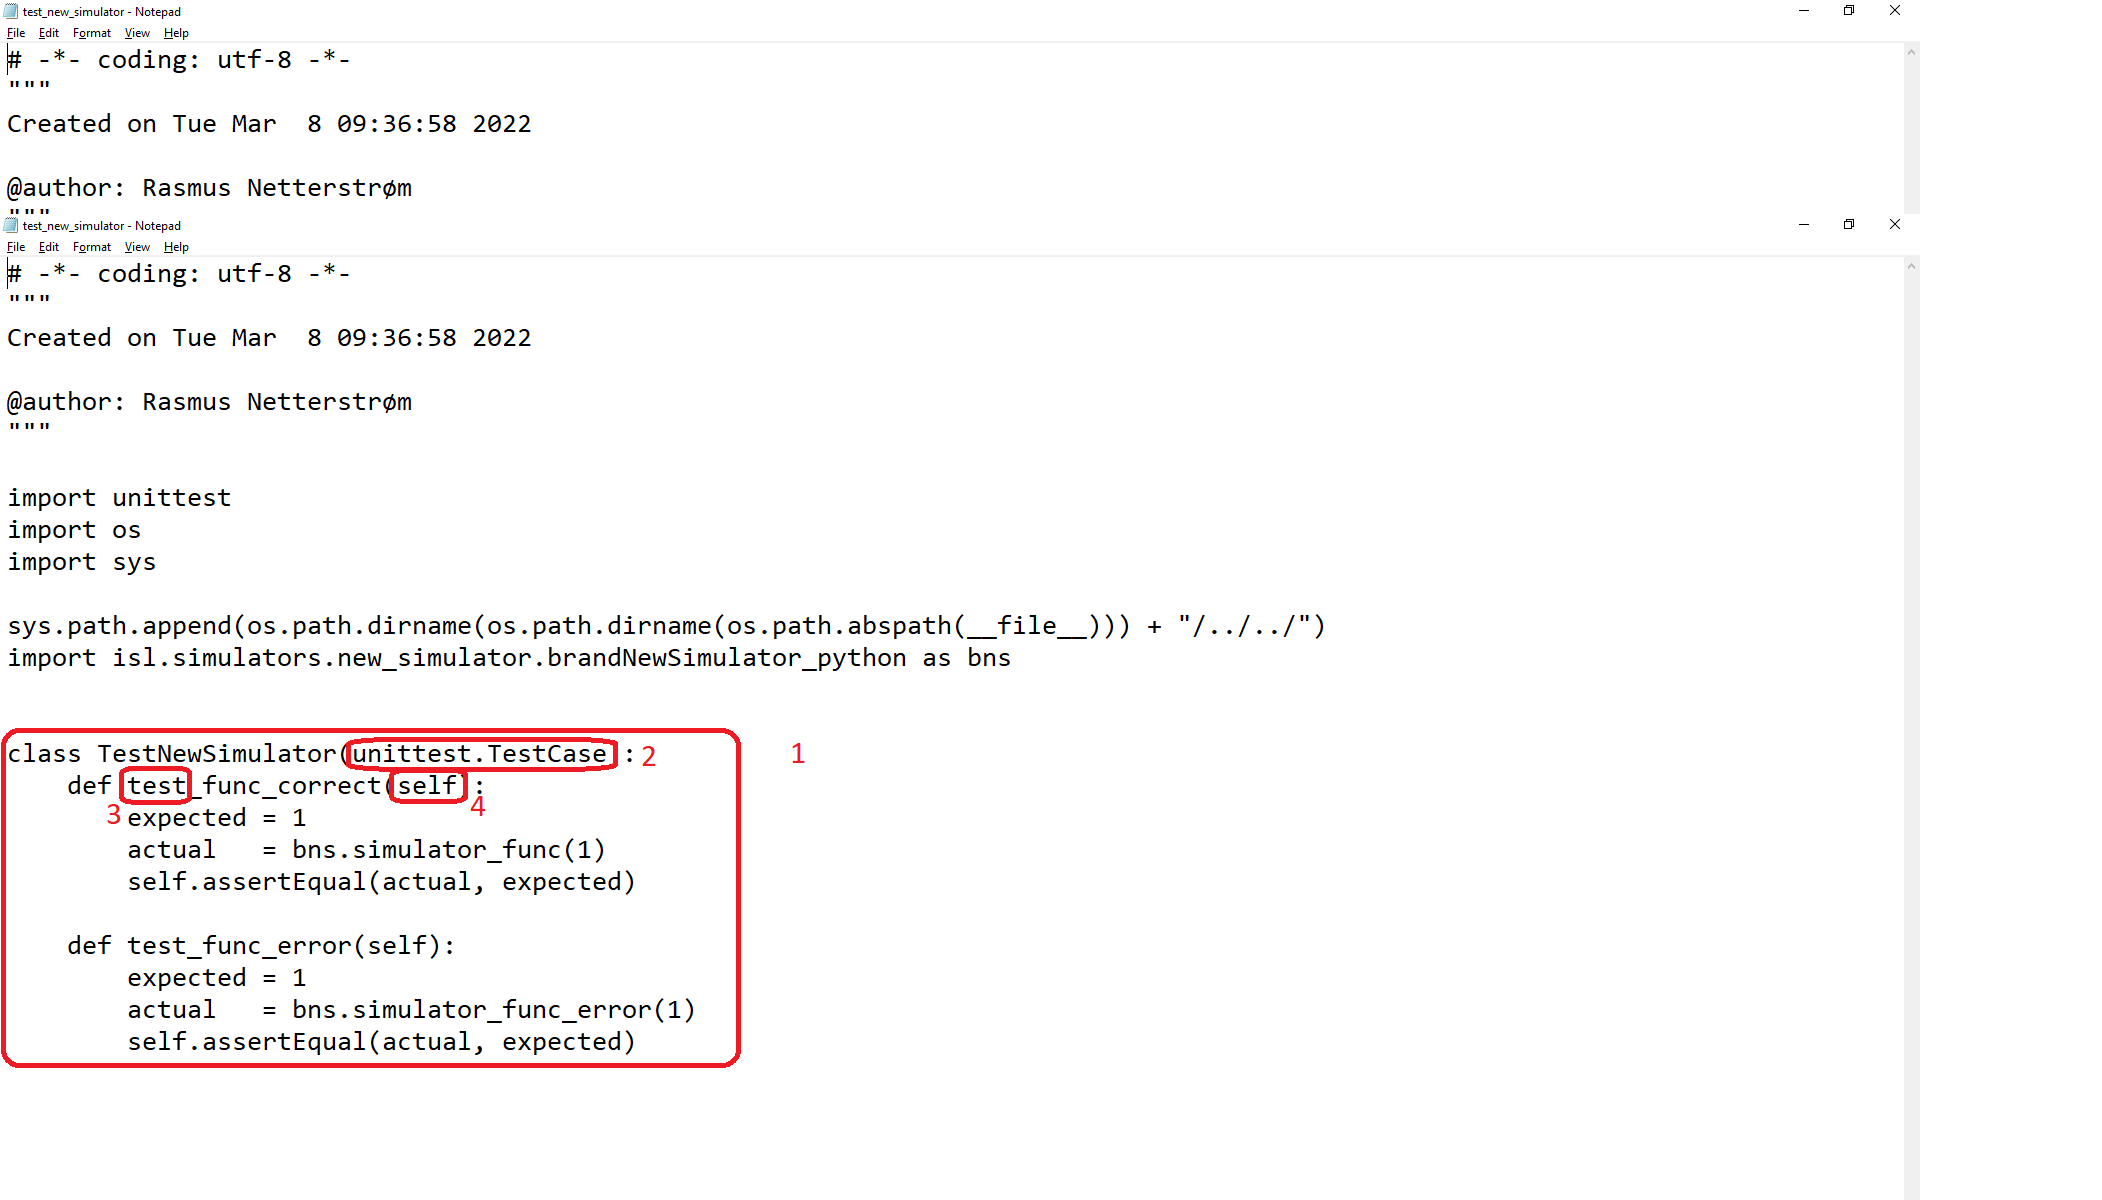 test_new_simulator - Notepad
File Edit Format View Help
# -*- coding: utf-8 -*-
"""
Created on Tue Mar  8 09:36:58 2022
@author: Rasmus Netterstrøm
"""
test_new_simulator - Notepad
File Edit Format View Help
# -*- coding: utf-8 -*-
"""
Created on Tue Mar  8 09:36:58 2022
@author: Rasmus Netterstrøm
"""
import unittest
import os
import sys
sys.path.append(os.path.dirname(os.path.dirname(os.path.abspath(__file__))) + "/../../")
import isl.simulators.new_simulator.brandNewSimulator_python as bns
class TestNewSimulator(unittest.TestCase : 2 1
    def test_func_correct(self :
3 expected = 1 4
        actual   = bns.simulator_func(1)
        self.assertEqual(actual, expected)
    def test_func_error(self):
        expected = 1
        actual   = bns.simulator_func_error(1)
        self.assertEqual(actual, expected)